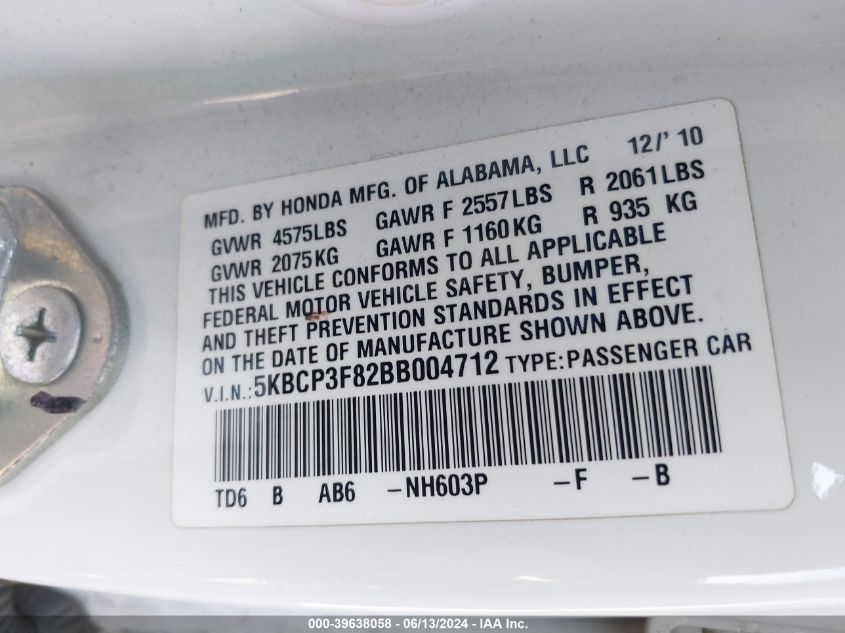 MFD. BY HONDA MFG. OF ALABAMA, LLC 12/'10
GVWR 4575LBS GAWR F 2557LBS R 2061LBS
GVWR 2075KG GAWR F 1160KG R 935 KG
THIS VEHICLE CONFORMS TO ALL APPLICABLE
FEDERAL MOTOR VEHICLE SAFETY, BUMPER,
AND THEFT PREVENTION STANDARDS IN EFFECT
ON THE DATE OF MANUFACTURE SHOWN ABOVE.
V.I.N.:5KBCP3F82BB004712 TYPE:PASSENGER CAR
TD6 B AB6 -NH603P -F -B
000-39638058 - 06/13/2024 - IAA Inc.